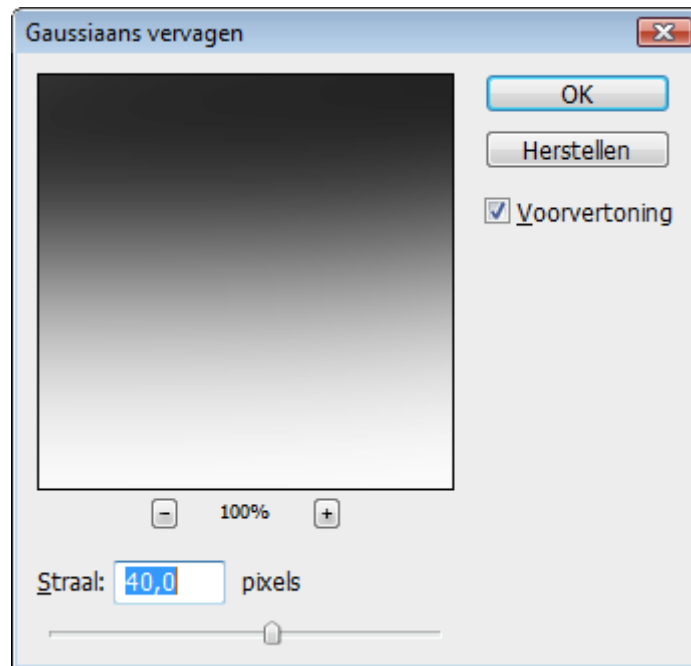 Gaussiaans vervagen
OK
Herstellen
Voorvertoning
100%
Straal: 40,0 pixels